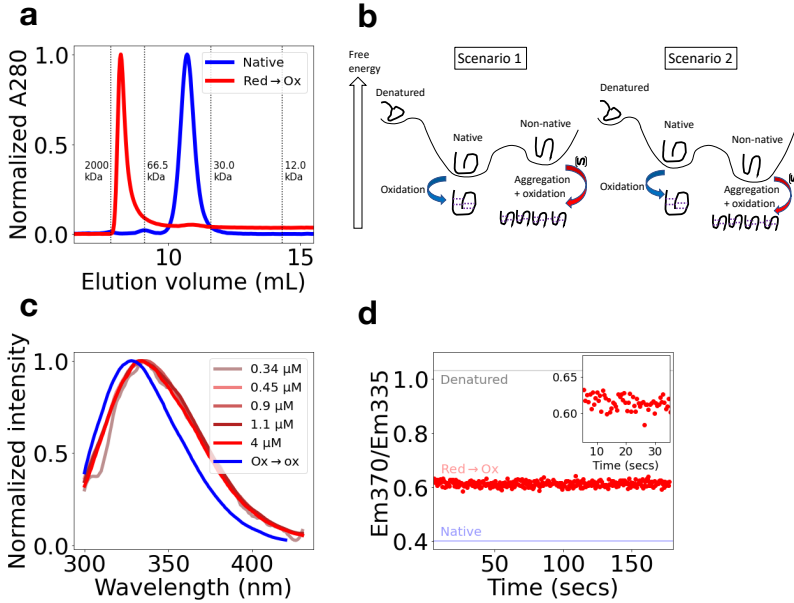 a
Normalized A280
1.0
0.5
0.0
10
15
Elution volume (mL)
2000
kDa
66.5
kDa
30.0
kDa
12.0
kDa
Native
Red→Ox
b
Free
energy
Scenario 1
Denatured
Native
Non-native
Oxidation
Aggregation
+ oxidation
Scenario 2
Denatured
Native
Non-native
Oxidation
Aggregation
+ oxidation
c
Normalized intensity
1.0
0.5
0.0
300
350
400
Wavelength (nm)
0.34 μM
0.45 μM
0.9 μM
1.1 μM
4 μM
Ox→ox
d
Em370/Em335
1.0
0.8
0.6
0.4
50
100
150
Time (secs)
Denatured
Red→Ox
Native
0.65
0.60
10
20
30
Time (secs)